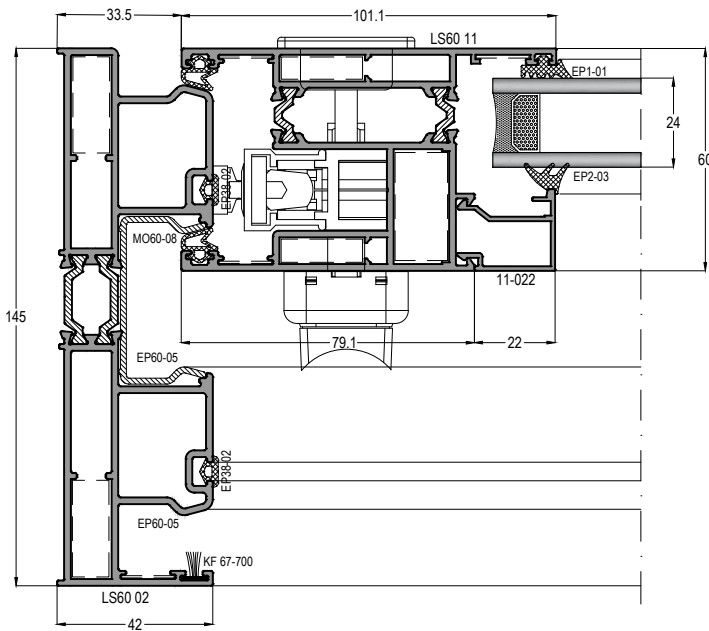 33.5
101.1
LS60 11
EP1-01
24
60
EP38-02
EP2-03
MO60-08
11-022
145
79.1
22
EP60-05
EP38-02
EP60-05
KF 67-700
LS60 02
42